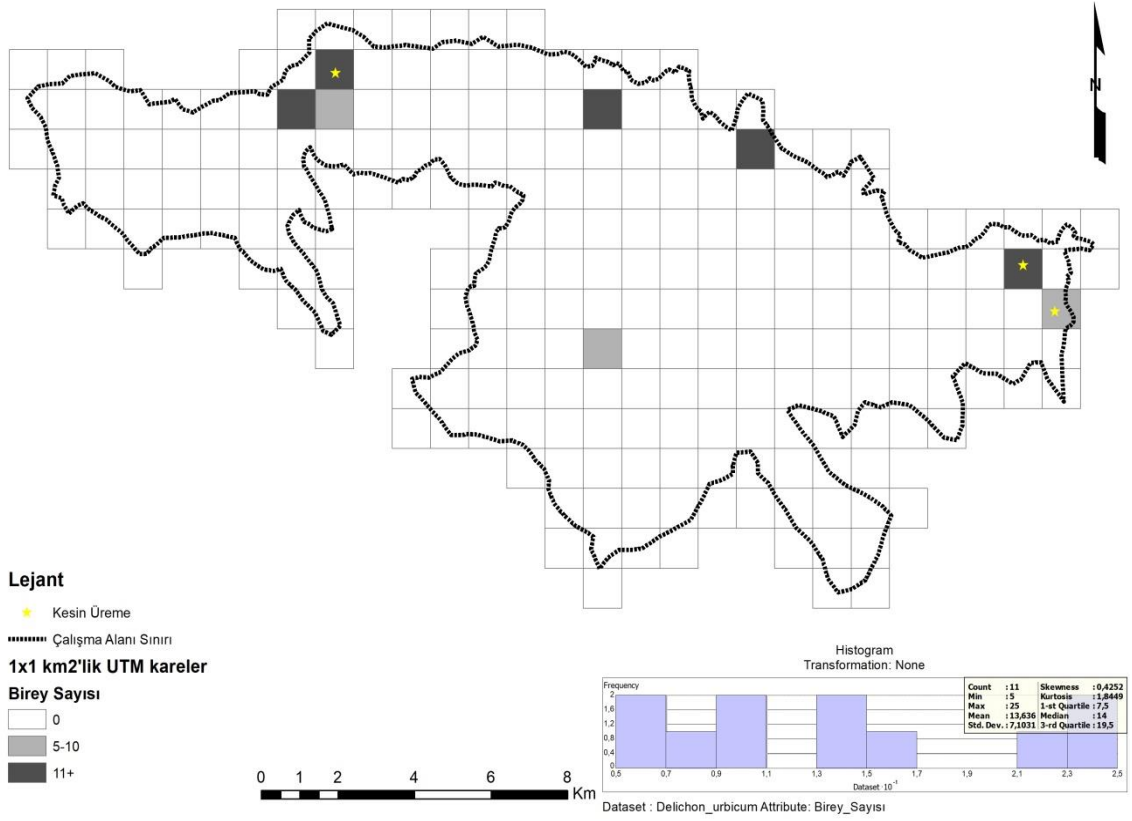 N
Lejant
Kesin Üreme
Çalışma Alanı Sınırı
1x1 km2'lik UTM kareler
Birey Sayısı
0
5-10
11+
0 1 2 4 6 8
Km
Histogram
Transformation: None
Frequency
2
1,6
1,2
0,8
0,4
0
0,5 0,7 0,9 1,1 1,3 1,5 1,7 1,9 2,1 2,3 2,5
Dataset · 10⁻¹
Count : 11 Skewness : 0,4252
Min : 5 Kurtosis : 1,8449
Max : 25 1-st Quartile : 7,5
Mean : 13,636 Median : 14
Std. Dev. : 7,1031 3-rd Quartile : 19,5
Dataset : Delichon_urbicum Attribute: Birey_Sayısı